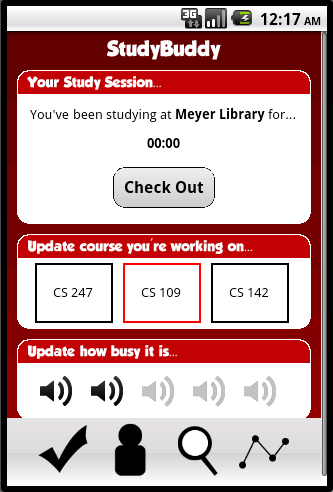 3G 12:17 AM
StudyBuddy
Your Study Session...
You've been studying at Meyer Library for...
00:00
Check Out
Update course you're working on...
CS 247 CS 109 CS 142
Update how busy it is...